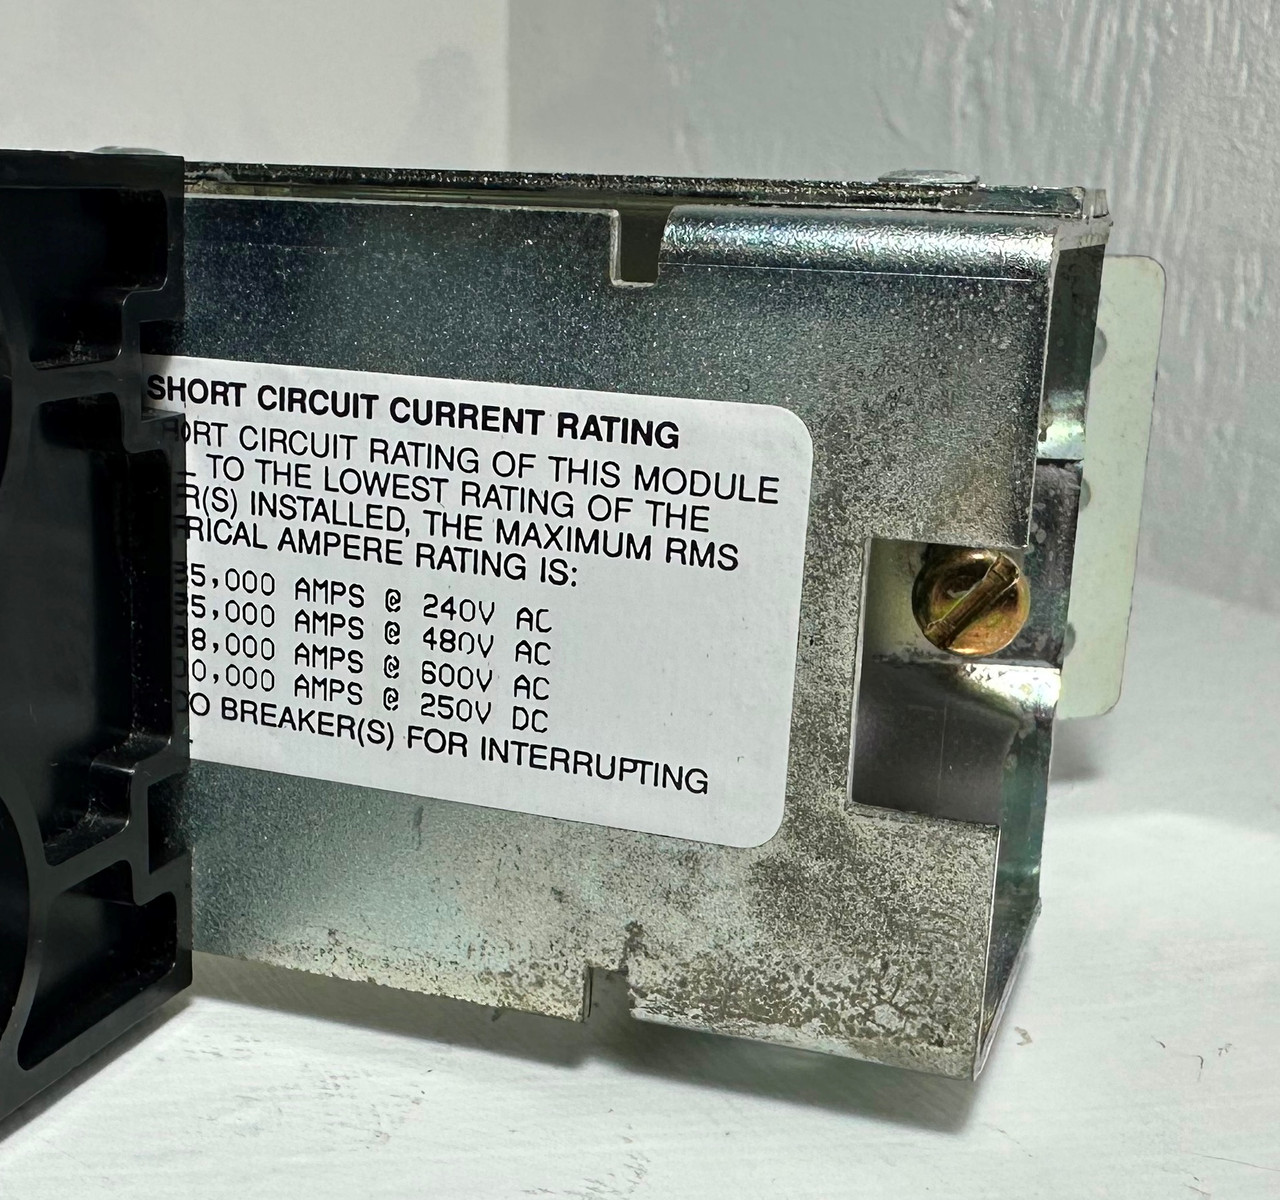 SHORT CIRCUIT CURRENT RATING
CIRCUIT RATING OF THIS MODULE
TO THE LOWEST RATING OF THE
INSTALLED, THE MAXIMUM RMS
AMPERE RATING IS:
5,000 AMPS @ 240V AC
5,000 AMPS @ 480V AC
8,000 AMPS @ 600V AC
0,000 AMPS @ 250V DC
BREAKER(S) FOR INTERRUPTING